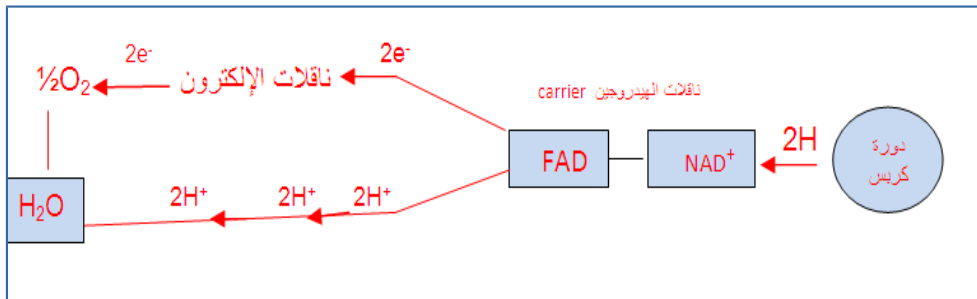 دورة
كربس
2H
ناقلات الهيدروجين carrier
NAD⁺
FAD
2e⁻
ناقلات الإلكترون
2e⁻
½O₂
2H⁺
2H⁺
2H⁺
H₂O